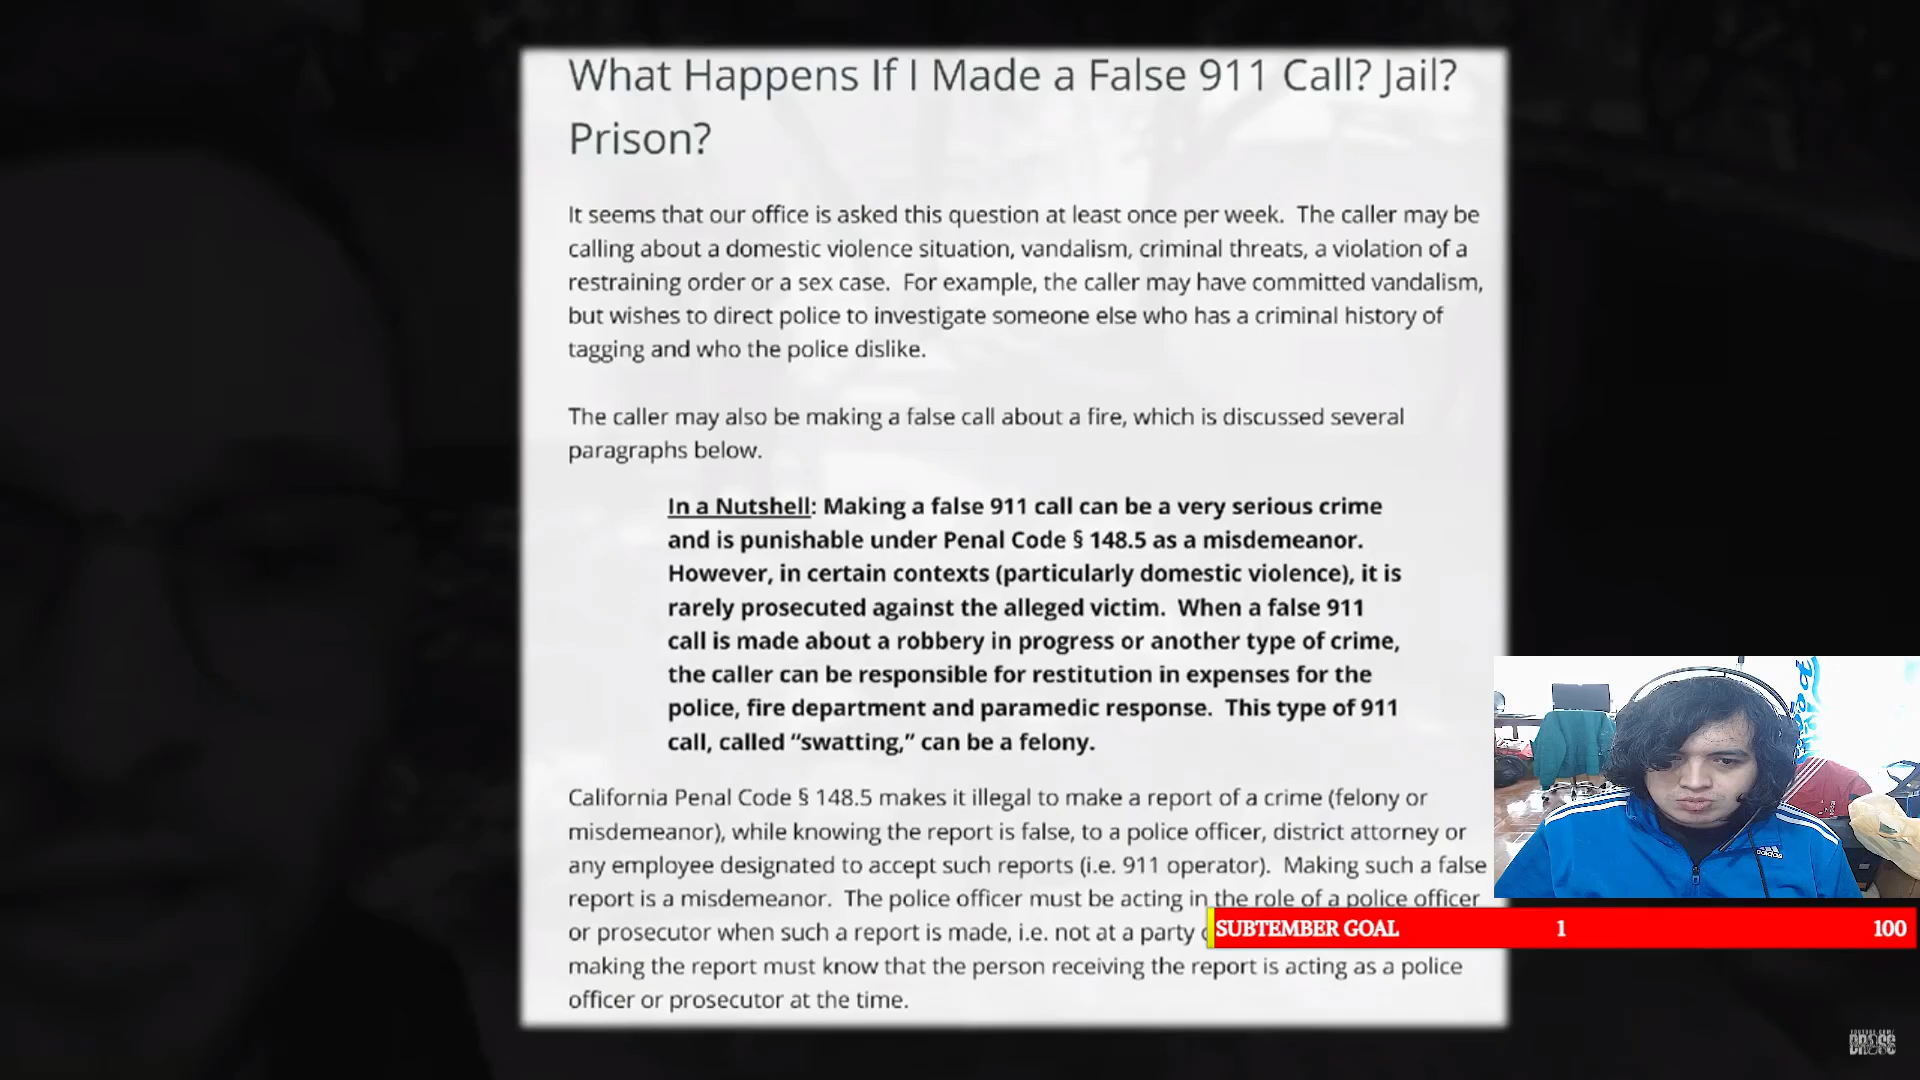 What Happens If I Made a False 911 Call? Jail?
Prison?
It seems that our office is asked this question at least once per week.  The caller may be
calling about a domestic violence situation, vandalism, criminal threats, a violation of a
restraining order or a sex case.  For example, the caller may have committed vandalism,
but wishes to direct police to investigate someone else who has a criminal history of
tagging and who the police dislike.
The caller may also be making a false call about a fire, which is discussed several
paragraphs below.
In a Nutshell: Making a false 911 call can be a very serious crime
and is punishable under Penal Code § 148.5 as a misdemeanor.
However, in certain contexts (particularly domestic violence), it is
rarely prosecuted against the alleged victim.  When a false 911
call is made about a robbery in progress or another type of crime,
the caller can be responsible for restitution in expenses for the
police, fire department and paramedic response.  This type of 911
call, called “swatting,” can be a felony.
California Penal Code § 148.5 makes it illegal to make a report of a crime (felony or
misdemeanor), while knowing the report is false, to a police officer, district attorney or
any employee designated to accept such reports (i.e. 911 operator).  Making such a false
report is a misdemeanor.  The police officer must be acting in the role of a police officer
or prosecutor when such a report is made, i.e. not at a party
making the report must know that the person receiving the report is acting as a police
officer or prosecutor at the time.
adidas
SUBTEMBER GOAL 1 100